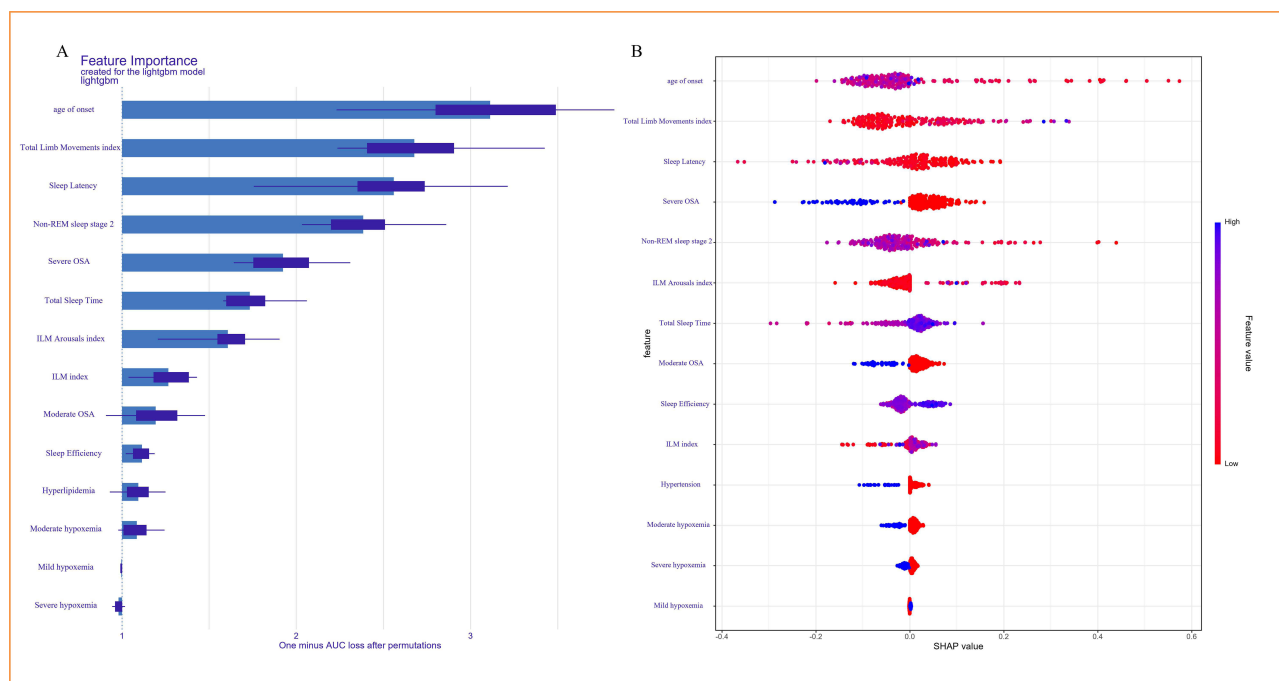 A
Feature Importance
created for the lightgbm model
lightgbm
age of onset
Total Limb Movements index
Sleep Latency
Non-REM sleep stage 2
Severe OSA
Total Sleep Time
ILM Arousals index
ILM index
Moderate OSA
Sleep Efficiency
Hyperlipidemia
Moderate hypoxemia
Mild hypoxemia
Severe hypoxemia
1 2 3
One minus AUC loss after permutations
B
age of onset
Total Limb Movements index
Sleep Latency
Severe OSA
Non-REM sleep stage 2
ILM Arousals index
Total Sleep Time
Moderate OSA
Sleep Efficiency
ILM index
Hypertension
Moderate hypoxemia
Severe hypoxemia
Mild hypoxemia
feature
-0.4 -0.2 0.0 0.2 0.4 0.6
SHAP value
High
Feature value
Low